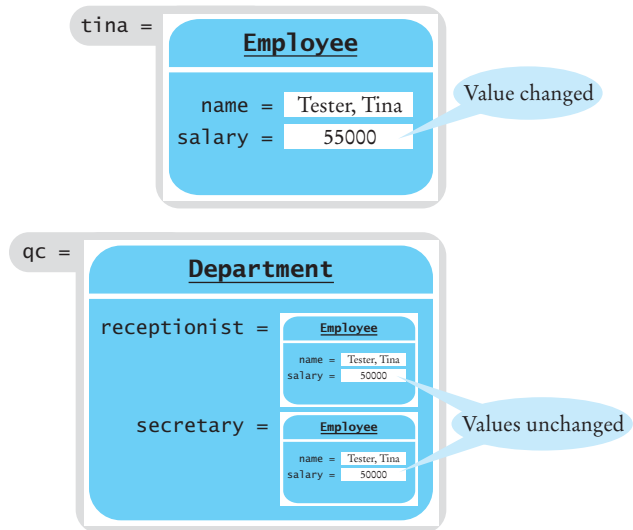 tina =
Employee
name = Tester, Tina
Value changed
salary = 55000
qc =
Department
receptionist =
Employee
name = Tester, Tina
salary = 50000
secretary =
Values unchanged
Employee
name = Tester, Tina
salary = 50000